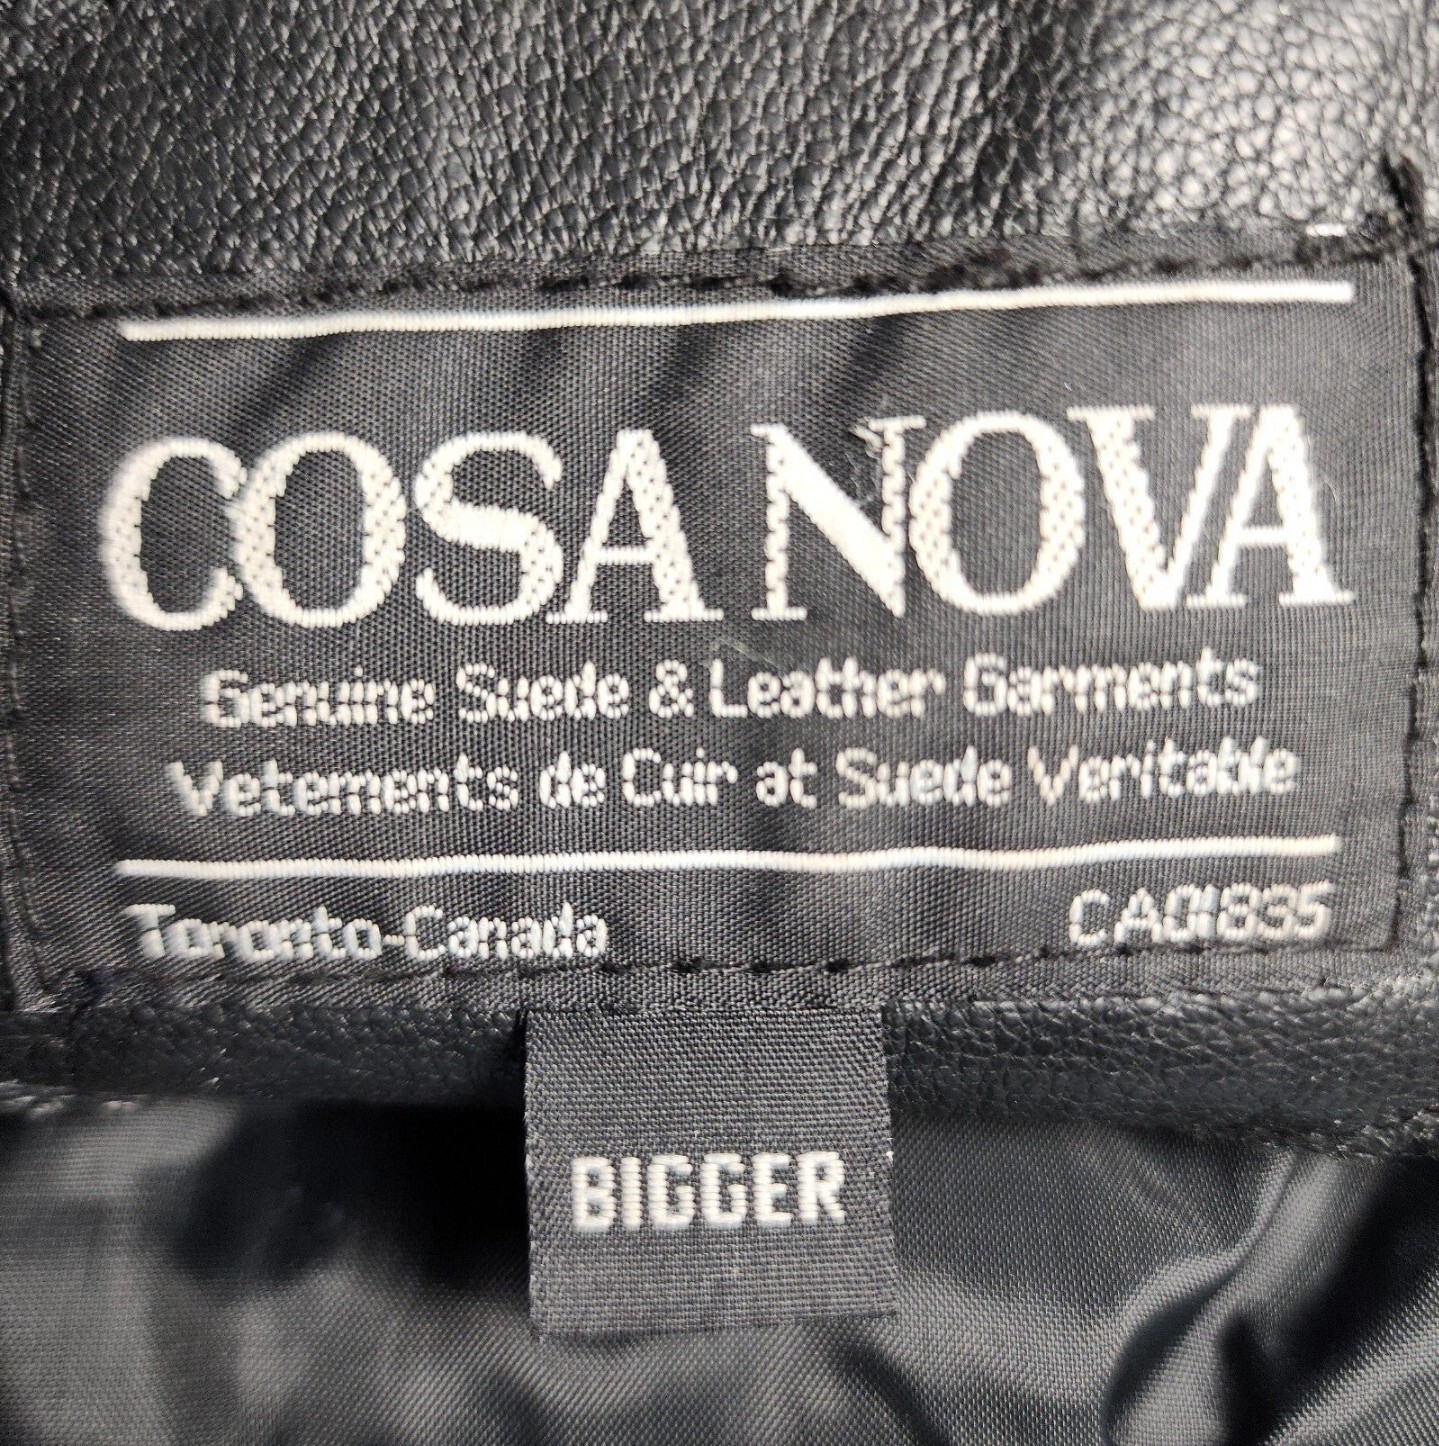 COSA NOVA
Genuine Suede & Leather Garments
Vetements de Cuir at Suede Veritable
Toronto-Canada CA01835
BIGGER